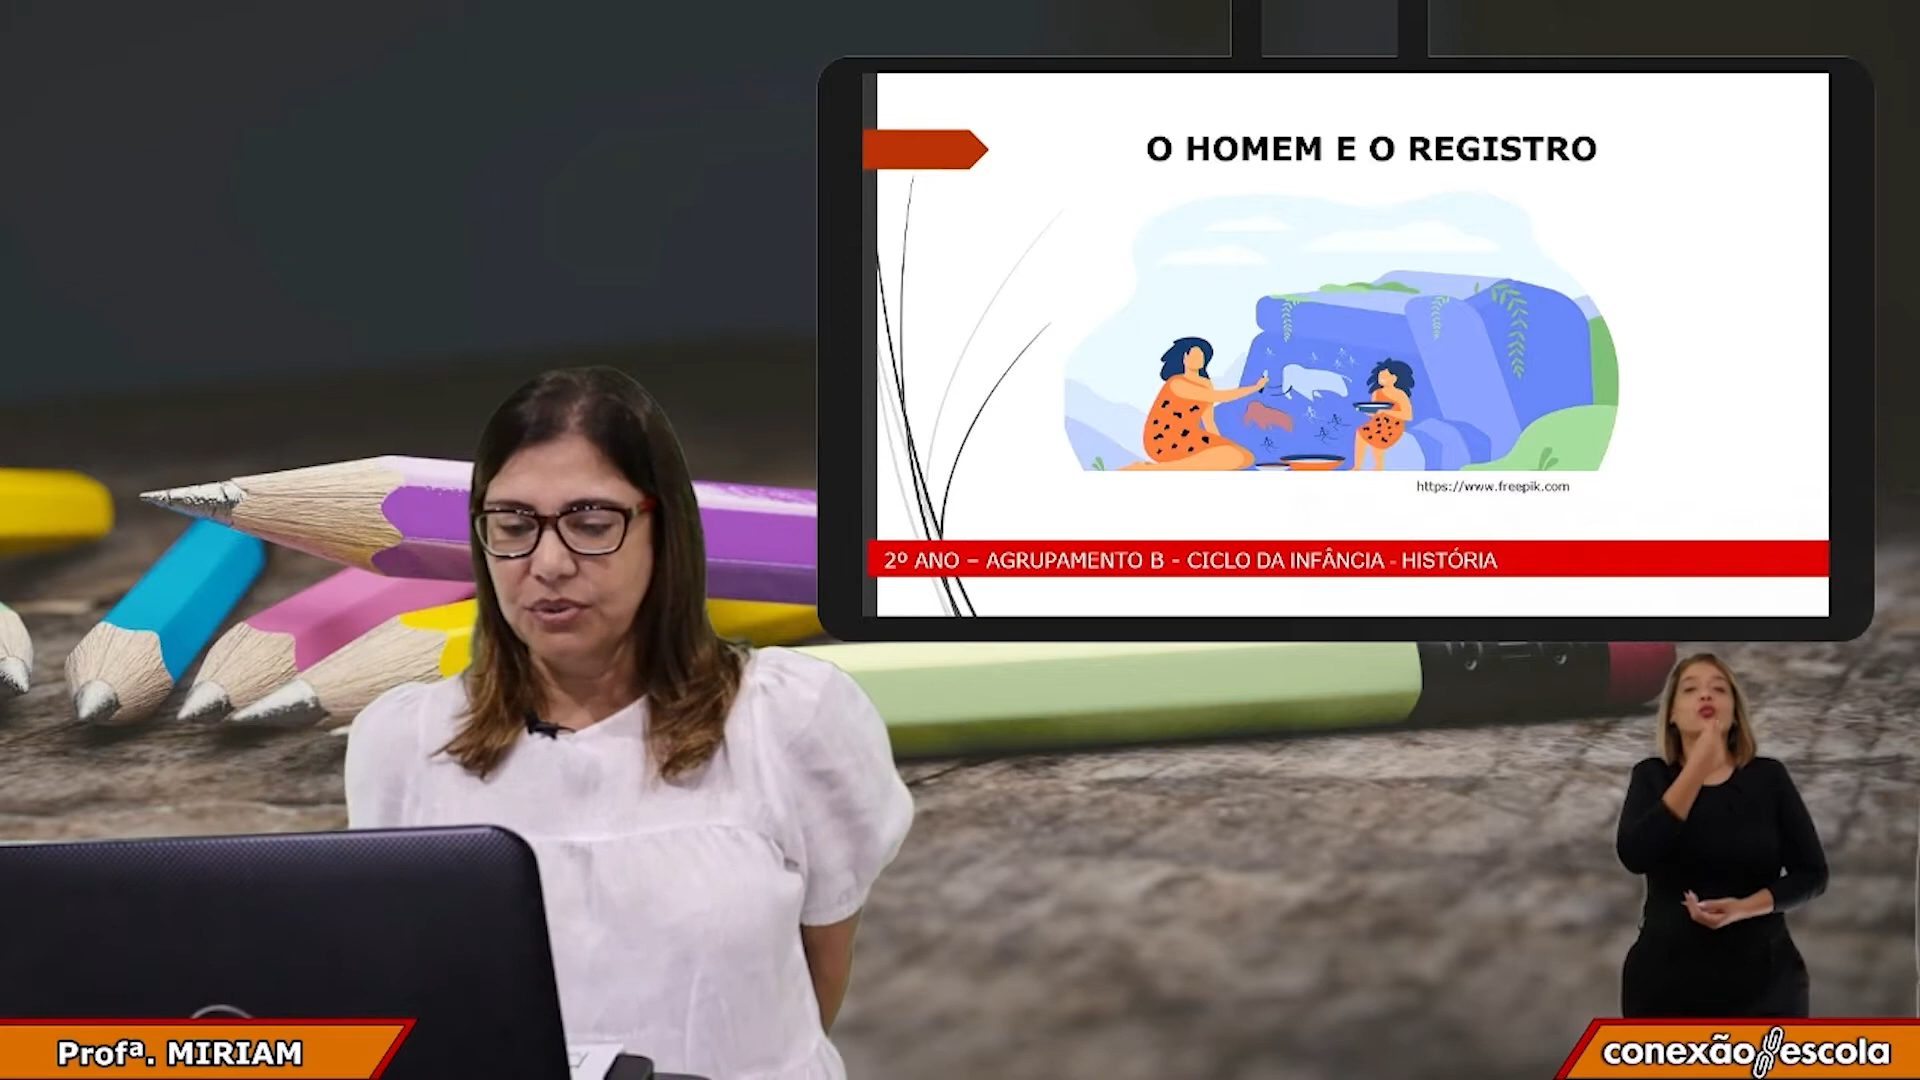 O HOMEM E O REGISTRO
https://www.freepik.com
2º ANO – AGRUPAMENTO B - CICLO DA INFÂNCIA - HISTÓRIA
Profª. MIRIAM
conexão escola